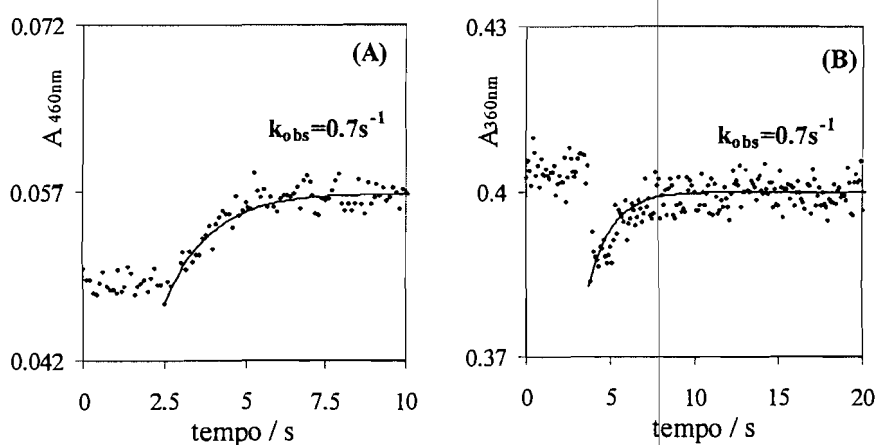 0.072
(A)
A 460nm
kobs=0.7s⁻¹
0.057
0.042
0
2.5
5
7.5
10
tempo / s
0.43
(B)
A360nm
kobs=0.7s⁻¹
0.4
0.37
0
5
10
15
20
tempo / s